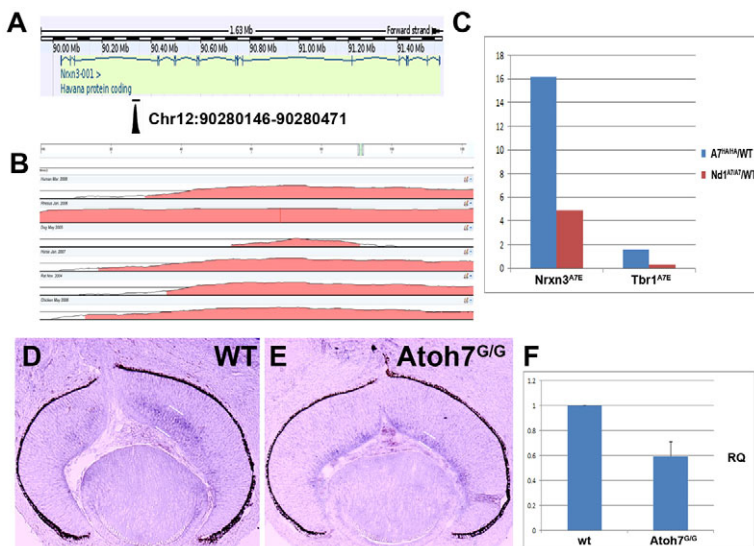 A
1.63 Mb
Forward strand
90.00 Mb 90.20 Mb 90.40 Mb 90.60 Mb 90.80 Mb 91.00 Mb 91.20 Mb 91.40 Mb
Nrxn3-001 >
Havana protein coding
Chr12:90280146-90280471
B
C
18
16
14
12
10
8
6
4
2
0
Nrxn3A7E
Tbr1A7E
A7HA/HA/WT
Nd1A7/A7/WT
D
WT
E
Atoh7G/G
F
1.2
1
0.8
0.6
0.4
0.2
0
wt
Atoh7G/G
RQ